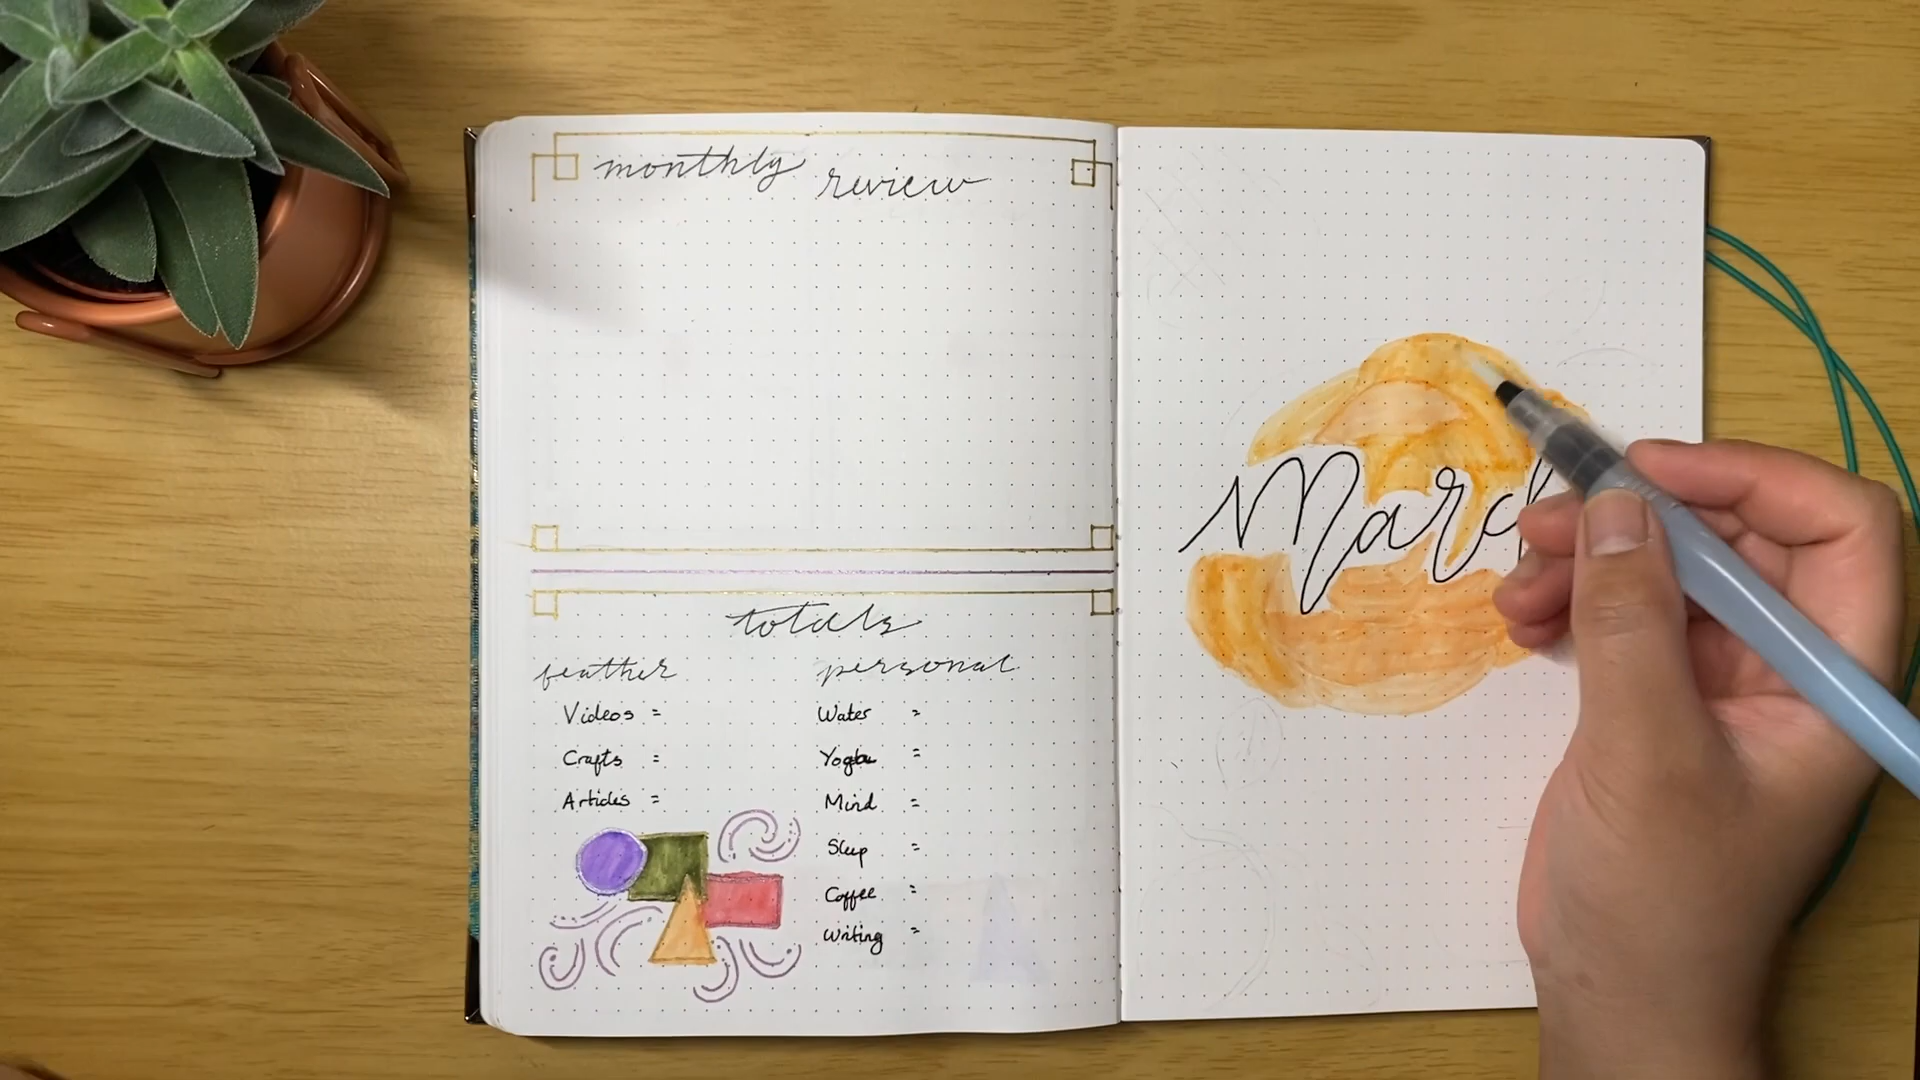 monthly review
totals
feather personal
Videos =
Crafts =
Articles =
Water =
Yoga =
Mind =
Sleep =
Coffee =
Writing =
March